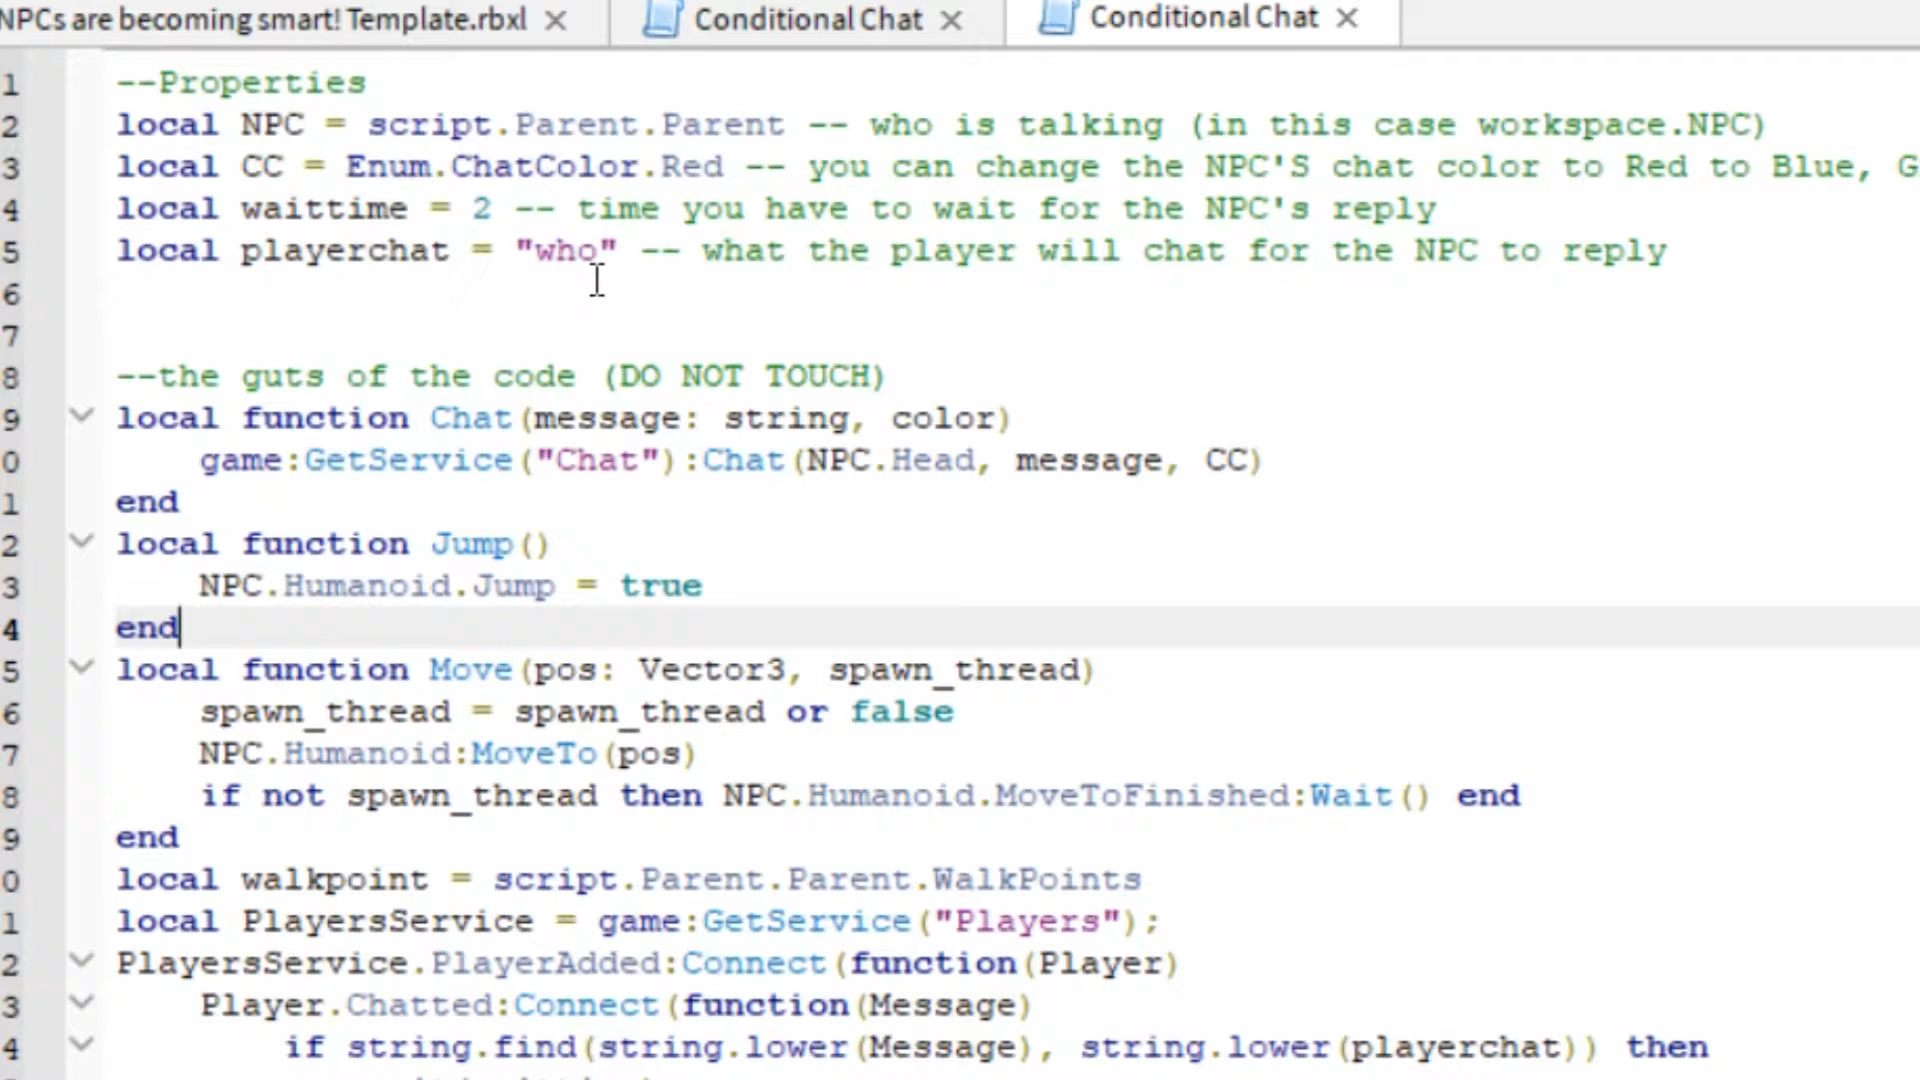 NPCs are becoming smart! Template.rbxl × Conditional Chat × Conditional Chat ×
1 --Properties
2 local NPC = script.Parent.Parent -- who is talking (in this case workspace.NPC)
3 local CC = Enum.ChatColor.Red -- you can change the NPC'S chat color to Red to Blue, G
4 local waittime = 2 -- time you have to wait for the NPC's reply
5 local playerchat = "who" -- what the player will chat for the NPC to reply
6
7
8 --the guts of the code (DO NOT TOUCH)
9 local function Chat(message: string, color)
0 game:GetService("Chat"):Chat(NPC.Head, message, CC)
1 end
2 local function Jump()
3 NPC.Humanoid.Jump = true
4 end
5 local function Move(pos: Vector3, spawn_thread)
6 spawn_thread = spawn_thread or false
7 NPC.Humanoid:MoveTo(pos)
8 if not spawn_thread then NPC.Humanoid.MoveToFinished:Wait() end
9 end
0 local walkpoint = script.Parent.Parent.WalkPoints
1 local PlayersService = game:GetService("Players");
2 PlayersService.PlayerAdded:Connect(function(Player)
3 Player.Chatted:Connect(function(Message)
4 if string.find(string.lower(Message), string.lower(playerchat)) then